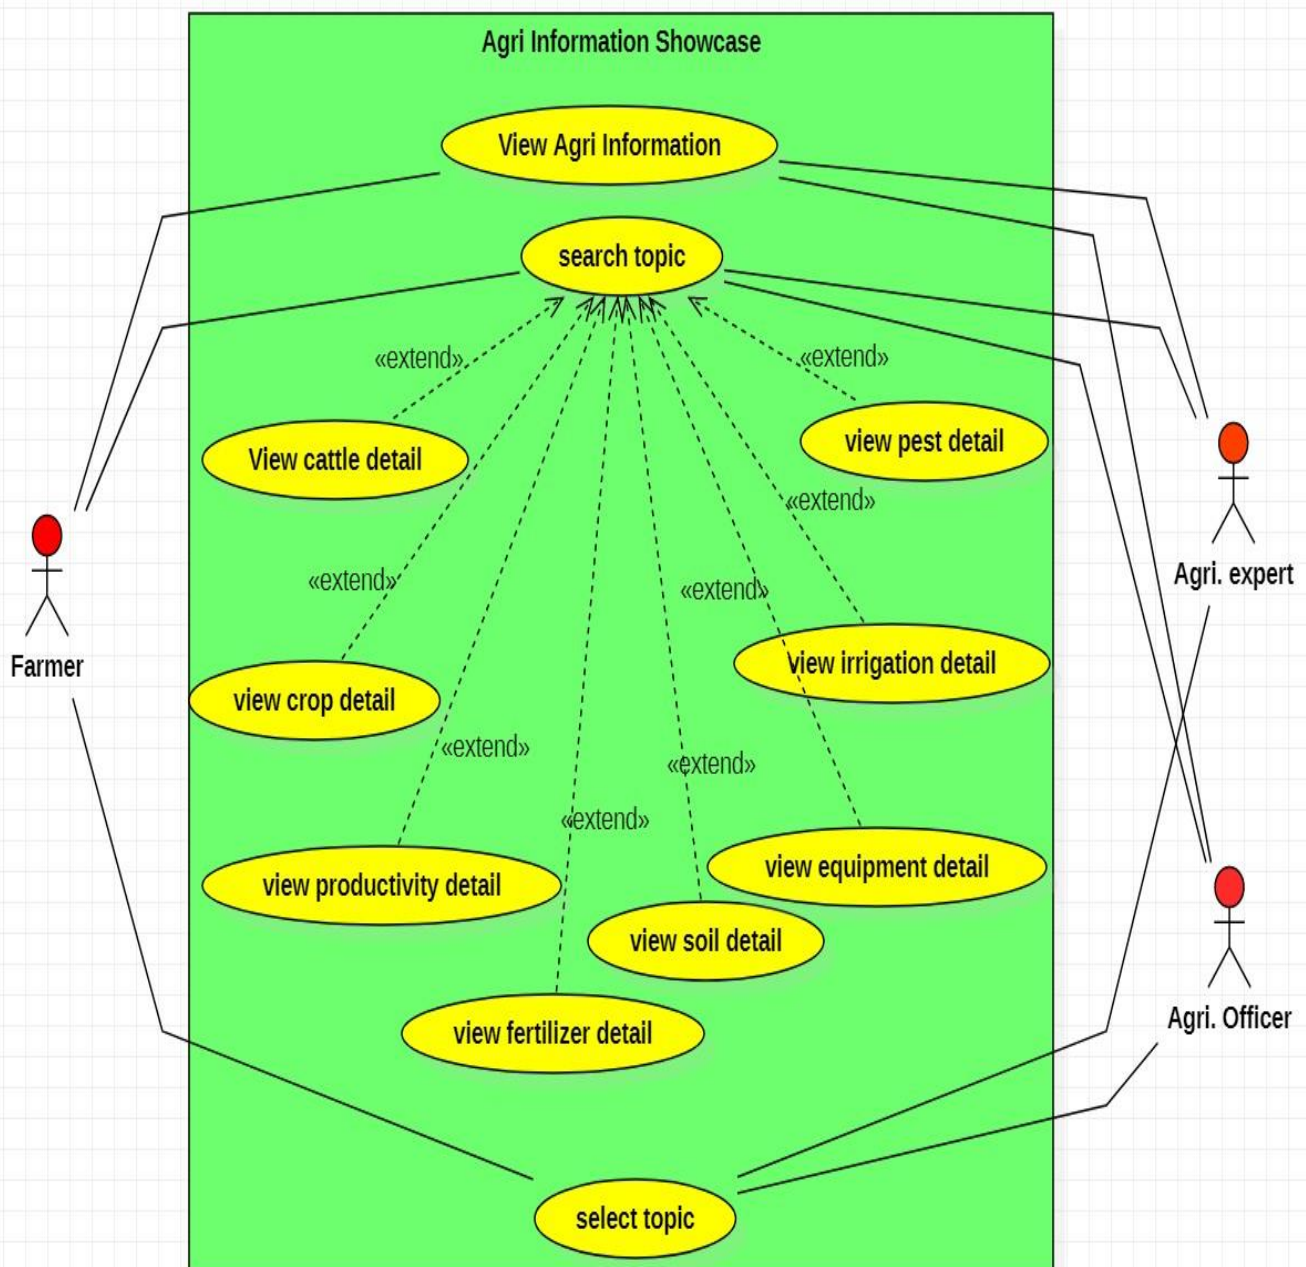 Agri Information Showcase
View Agri Information
search topic
«extend»
«extend»
View cattle detail
view pest detail
«extend»
«extend»
«extend»
Agri. expert
Farmer
view crop detail
view irrigation detail
«extend»
«extend»
«extend»
view productivity detail
view equipment detail
view soil detail
view fertilizer detail
Agri. Officer
select topic